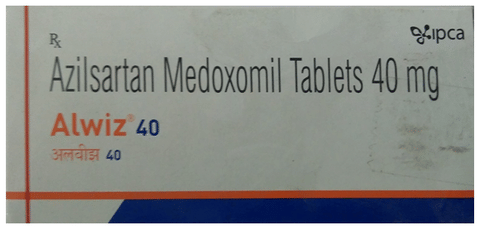 Rx
ipca
Azilsartan Medoxomil Tablets 40 mg
Alwiz® 40
अलवीझ 40